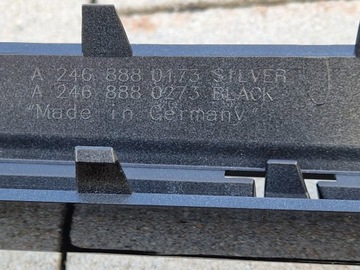 A 246 888 0173 SILVER
A 246 888 0273 BLACK
"Made in Germany"